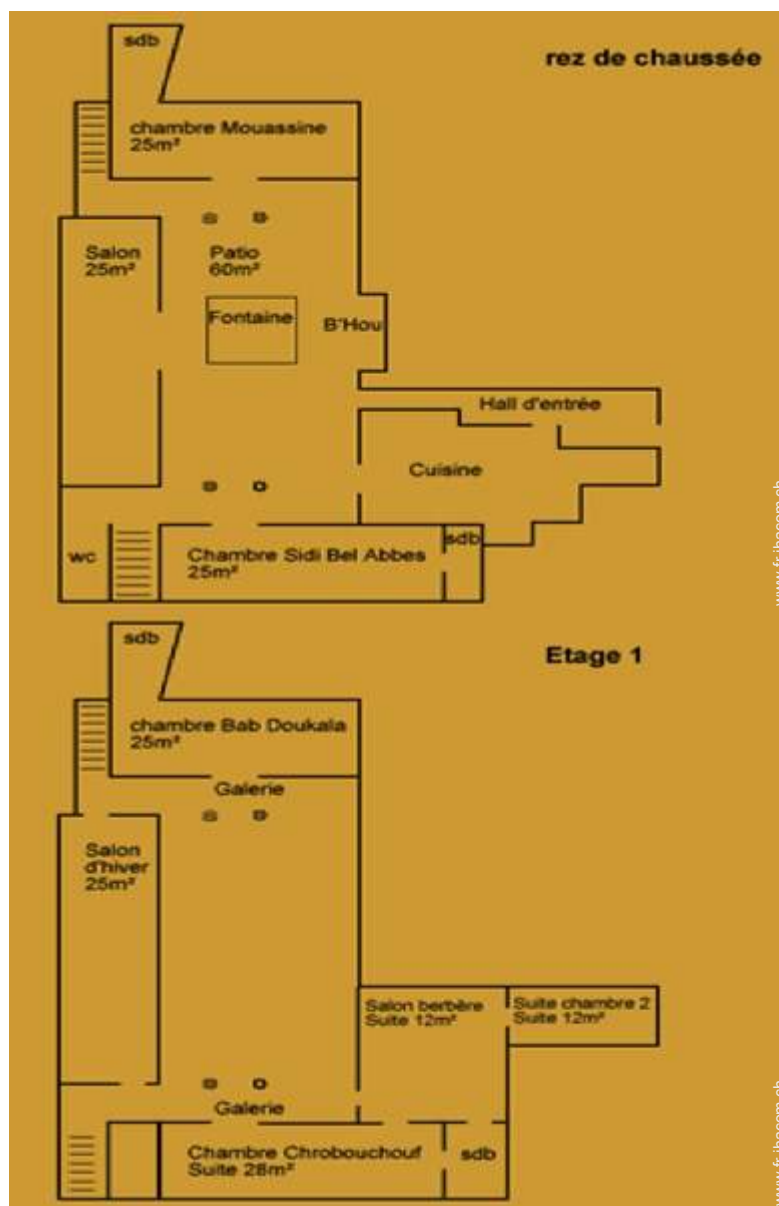 sdb
rez de chaussée
chambre Mouassine
25m²
Salon
25m²
Patio
60m²
Fontaine
B'Hou
Hall d'entrée
Cuisine
wc
Chambre Sidi Bel Abbes
25m²
sdb
sdb
Etage 1
chambre Bab Doukala
25m²
Galerie
Salon
d'hiver
25m²
Salon berbère
Suite 12m²
Suite chambre 2
Suite 12m²
Galerie
Chambre Chrobouchouf
Suite 28m²
sdb